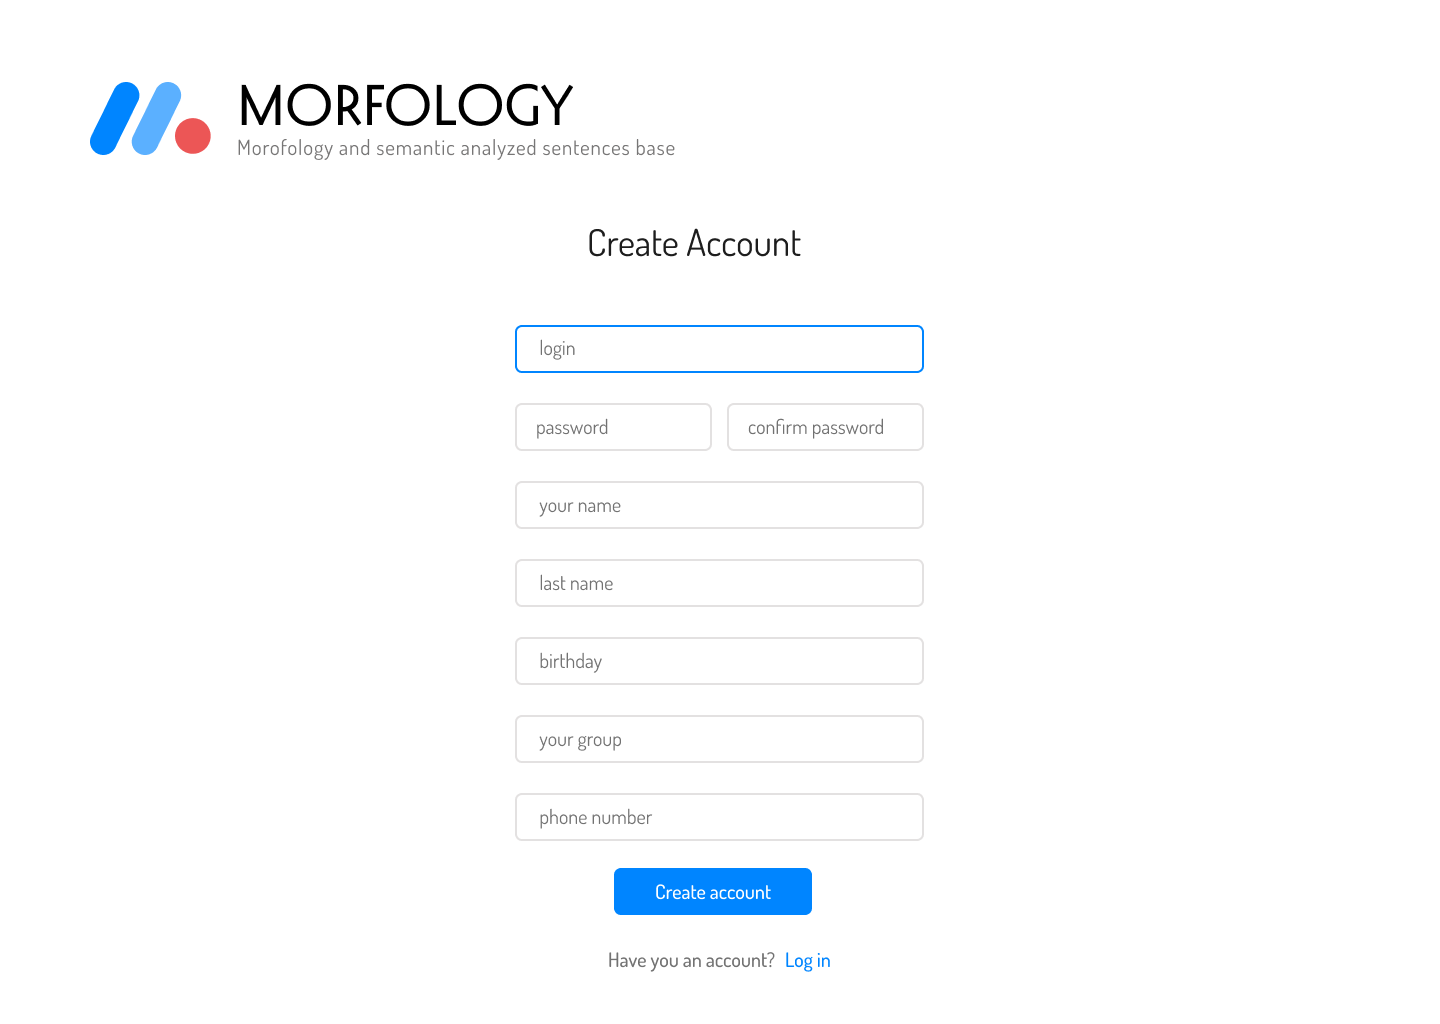 MORFOLOGY
Morofology and semantic analyzed sentences base
Create Account
login
password confirm password
your name
last name
birthday
your group
phone number
Create account
Have you an account? Log in